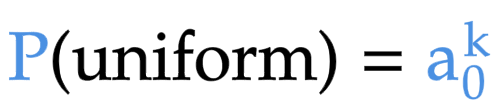 P(uniform) = a₀ᵏ